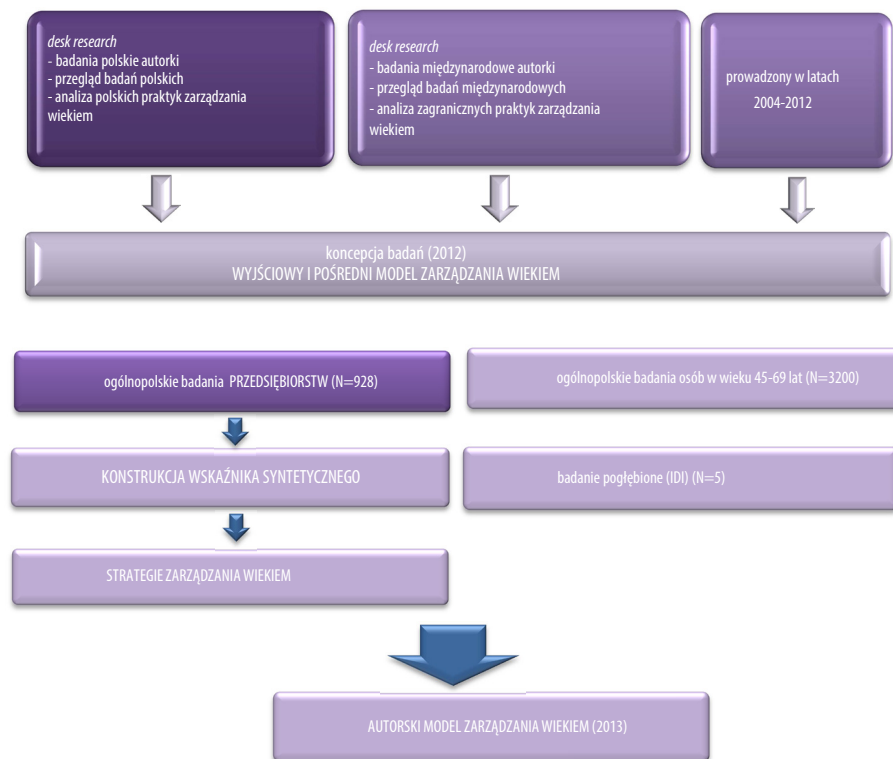 desk research
- badania polskie autorki
- przegląd badań polskich
- analiza polskich praktyk zarządzania
wiekiem
desk research
- badania międzynarodowe autorki
- przegląd badań międzynarodowych
- analiza zagranicznych praktyk zarządzania
wiekiem
prowadzony w latach
2004-2012
koncepcja badań (2012)
WYJŚCIOWY I POŚREDNI MODEL ZARZĄDZANIA WIEKIEM
ogólnopolskie badania PRZEDSIĘBIORSTW (N=928)
ogólnopolskie badania osób w wieku 45-69 lat (N=3200)
KONSTRUKCJA WSKAŹNIKA SYNTETYCZNEGO
badanie pogłębione (IDI) (N=5)
STRATEGIE ZARZĄDZANIA WIEKIEM
AUTORSKI MODEL ZARZĄDZANIA WIEKIEM (2013)